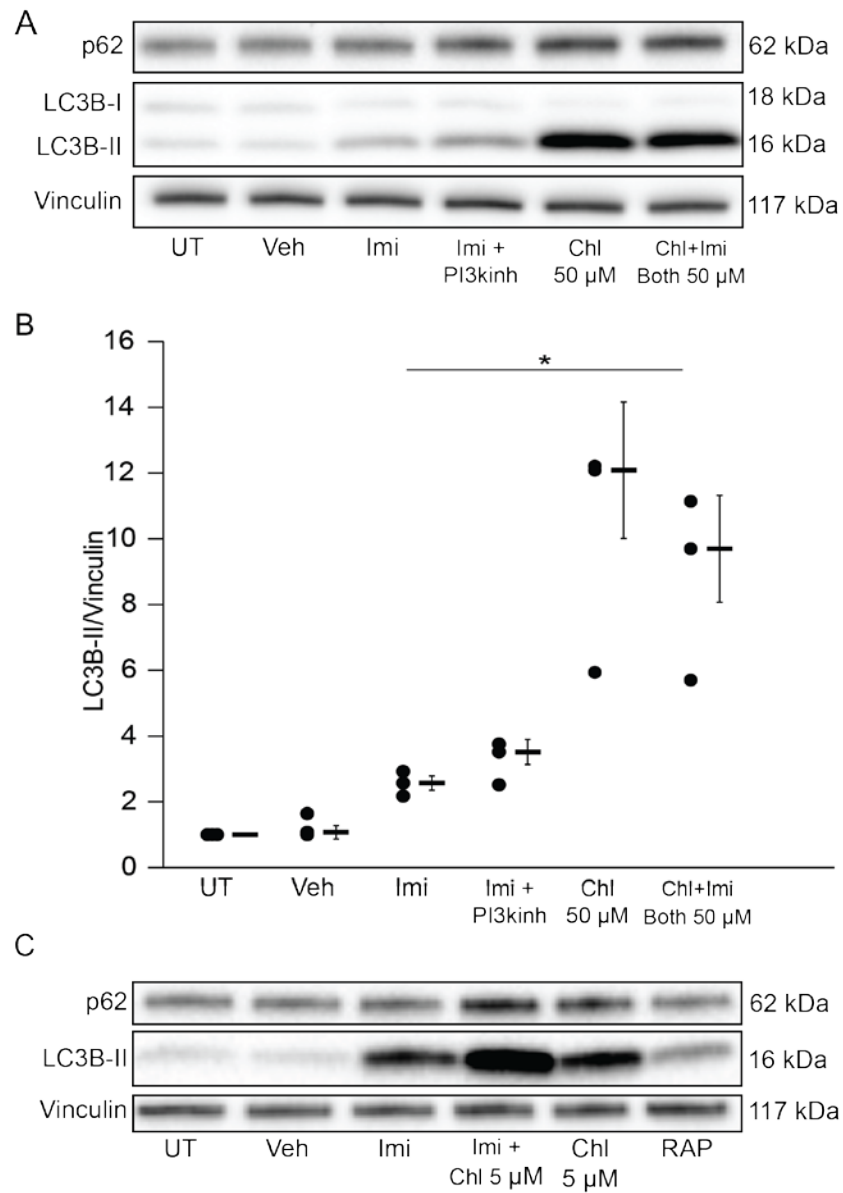 A
p62
62 kDa
LC3B-I
18 kDa
LC3B-II
16 kDa
Vinculin
117 kDa
UT Veh Imi Imi + Chl Chl+Imi
PI3kinh 50 µM Both 50 µM
B
LC3B-II/Vinculin
16
14
12
10
8
6
4
2
0
*
UT Veh Imi Imi + Chl Chl+Imi
PI3kinh 50 µM Both 50 µM
C
p62
62 kDa
LC3B-II
16 kDa
Vinculin
117 kDa
UT Veh Imi Imi + Chl RAP
Chl 5 µM 5 µM